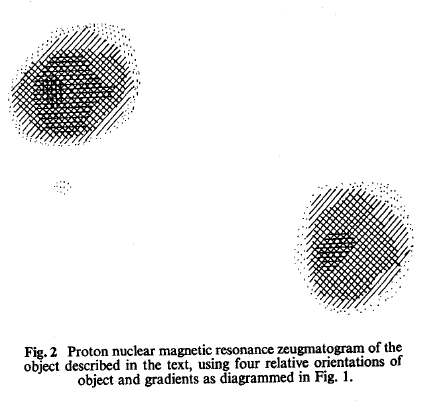 Fig. 2 Proton nuclear magnetic resonance zeugmatogram of the
object described in the text, using four relative orientations of
object and gradients as diagrammed in Fig. 1.